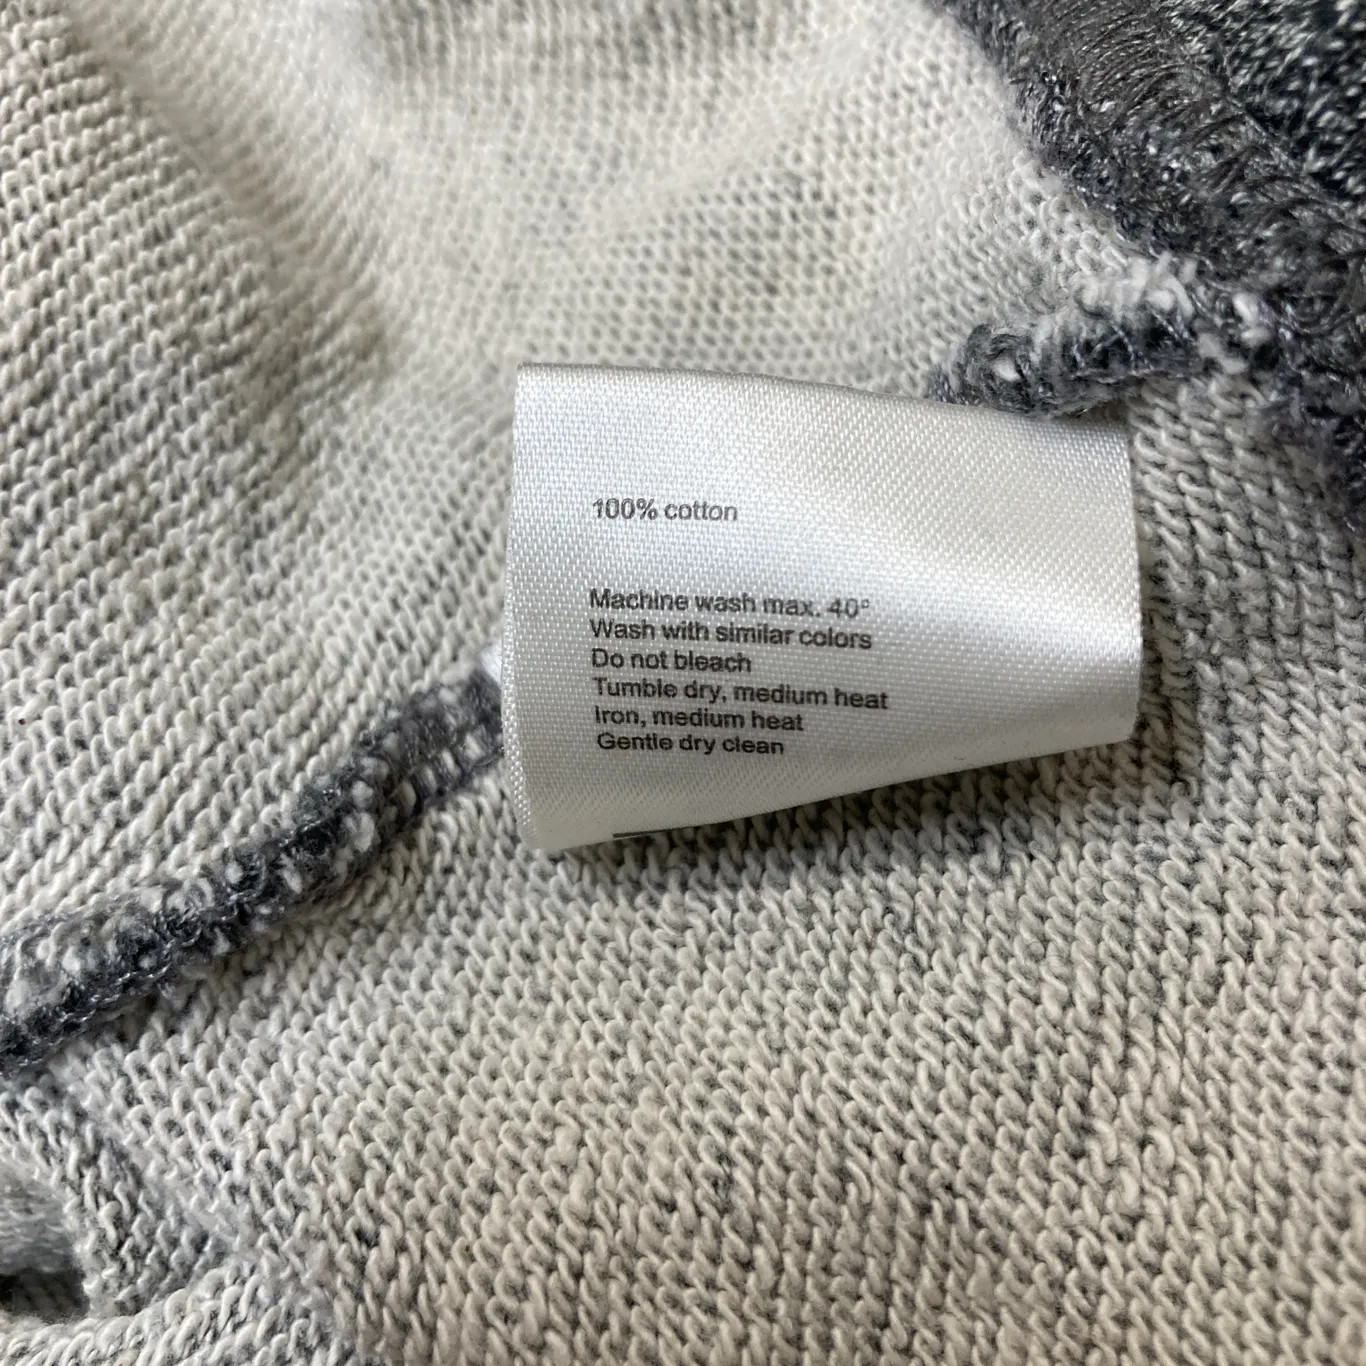 100% cotton
Machine wash max. 40°
Wash with similar colors
Do not bleach
Tumble dry, medium heat
Iron, medium heat
Gentle dry clean